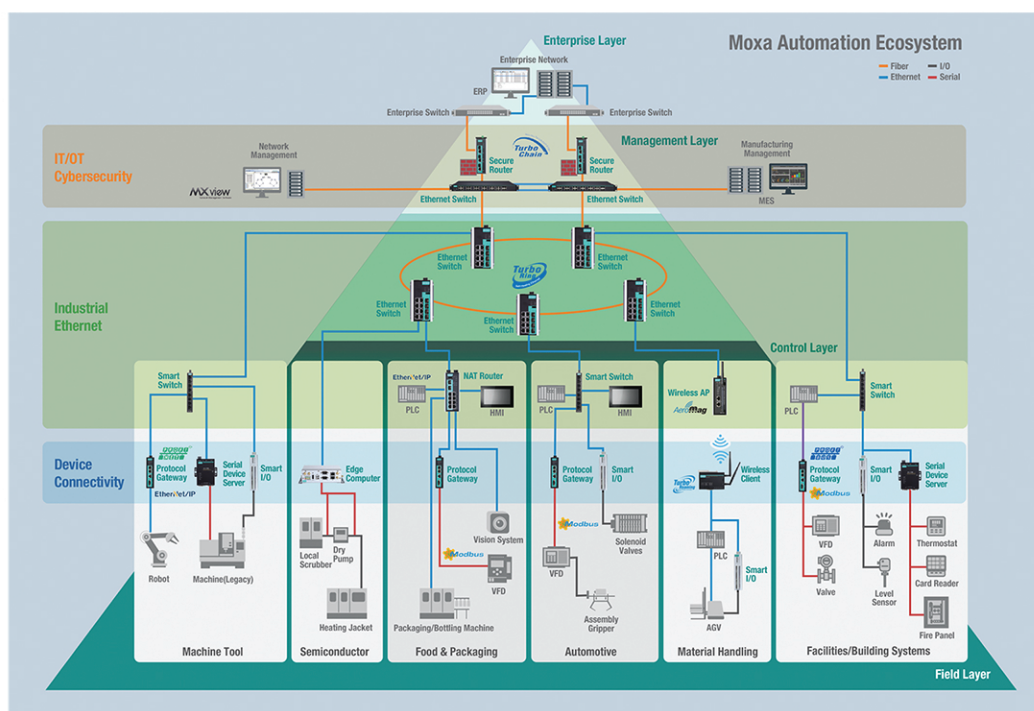 Enterprise Layer
Moxa Automation Ecosystem
Enterprise Network
Fiber
I/O
Ethernet
Serial
ERP
Enterprise Switch
Enterprise Switch
IT/OT
Cybersecurity
Management Layer
Network
Management
Turbo
Chain
Manufacturing
Management
Secure
Router
Secure
Router
MXview
Ethernet Switch
Ethernet Switch
MES
Industrial
Ethernet
Ethernet
Switch
Turbo
Ring
Ethernet
Switch
Ethernet
Switch
Ethernet
Switch
Ethernet
Switch
Control Layer
Smart
Switch
EtherNet/IP
NAT Router
PLC
HMI
Smart Switch
PLC
HMI
Wireless AP
AeroMag
PLC
Smart
Switch
Device
Connectivity
Protocol
Gateway
EtherNet/IP
Serial
Device
Server
Smart
I/O
Edge
Computer
Protocol
Gateway
Protocol
Gateway
Smart
I/O
Wireless
Client
Turbo
Roaming
Protocol
Gateway
Modbus
Smart
I/O
Serial
Device
Server
Robot
Machine(Legacy)
Local
Scrubber
Dry
Pump
Heating Jacket
Vision System
Modbus
VFD
Packaging/Bottling Machine
Modbus
Solenoid
Valves
VFD
Assembly
Gripper
PLC
Smart
I/O
AGV
VFD
Valve
Alarm
Level
Sensor
Thermostat
Card Reader
Fire Panel
Machine Tool
Semiconductor
Food & Packaging
Automotive
Material Handling
Facilities/Building Systems
Field Layer